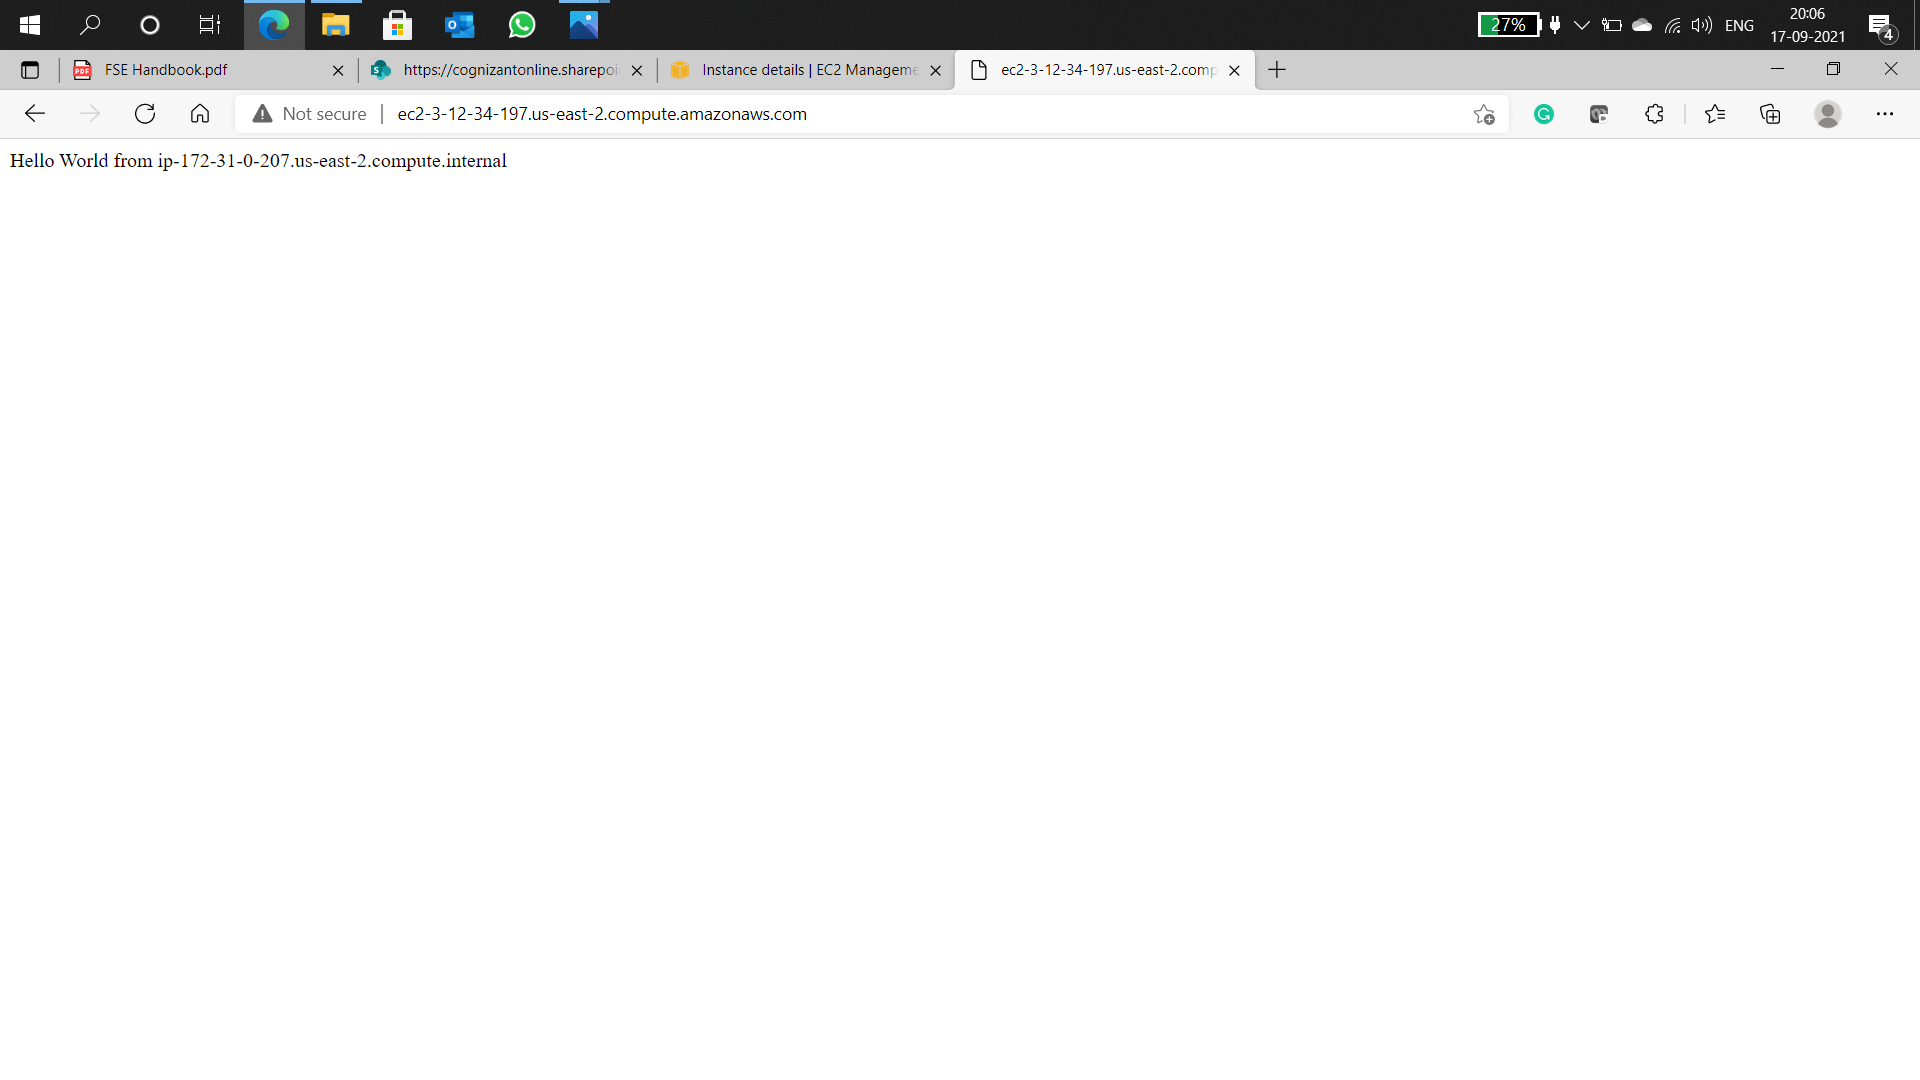 27%
ENG
20:06
17-09-2021
4
FSE Handbook.pdf
https://cognizantonline.sharepoi
Instance details | EC2 Manageme
ec2-3-12-34-197.us-east-2.comp
Not secure
ec2-3-12-34-197.us-east-2.compute.amazonaws.com
Hello World from ip-172-31-0-207.us-east-2.compute.internal